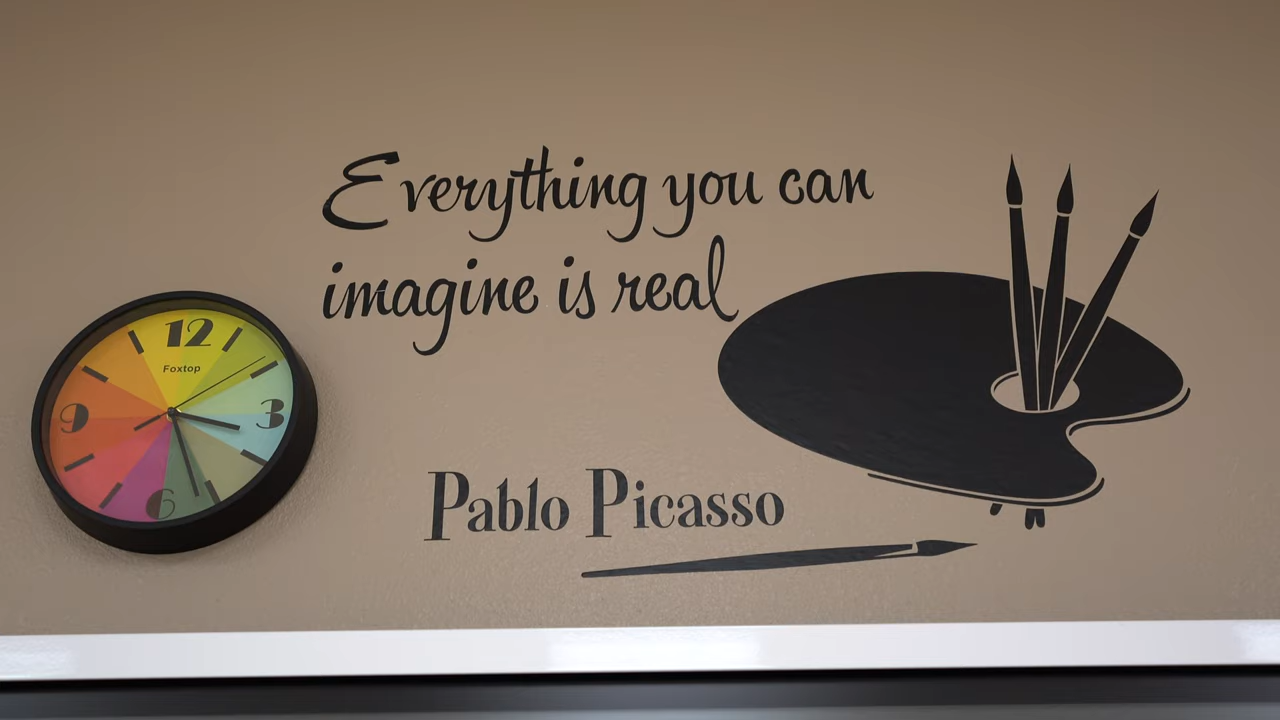 Everything you can
imagine is real
12
Foxtop
9
3
6
Pablo Picasso